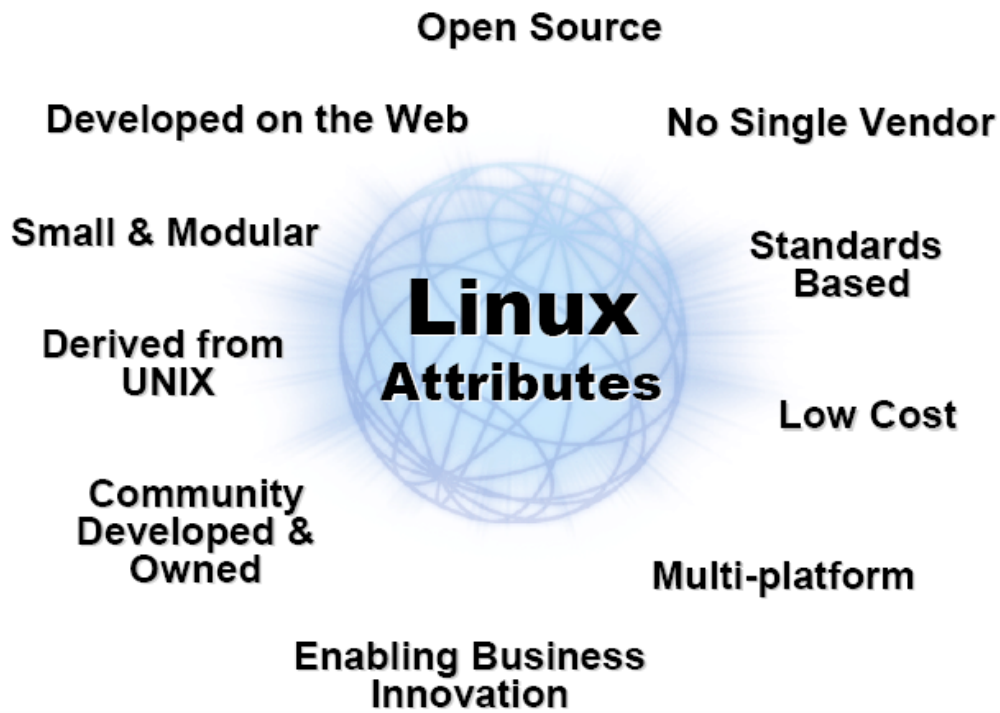 Open Source
Developed on the Web
No Single Vendor
Small & Modular
Standards
Based
Linux
Attributes
Derived from
UNIX
Low Cost
Community
Developed &
Owned
Multi-platform
Enabling Business
Innovation